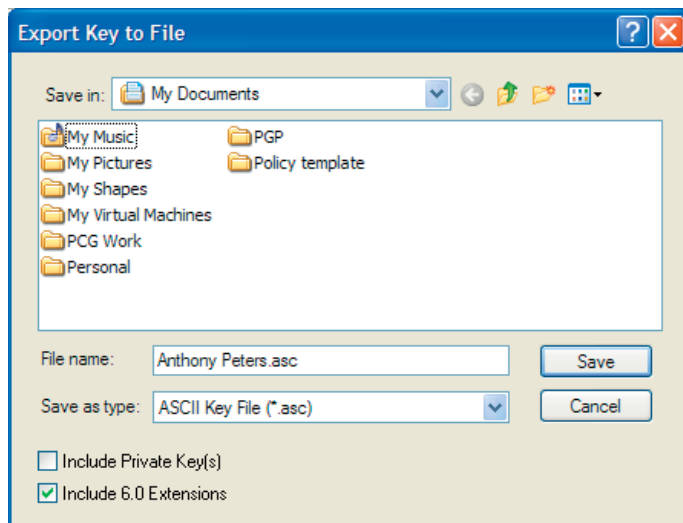 Export Key to File
Save in: My Documents
My Music PGP
My Pictures Policy template
My Shapes
My Virtual Machines
PCG Work
Personal
File name: Anthony Peters.asc Save
Save as type: ASCII Key File (*.asc) Cancel
Include Private Key(s)
Include 6.0 Extensions